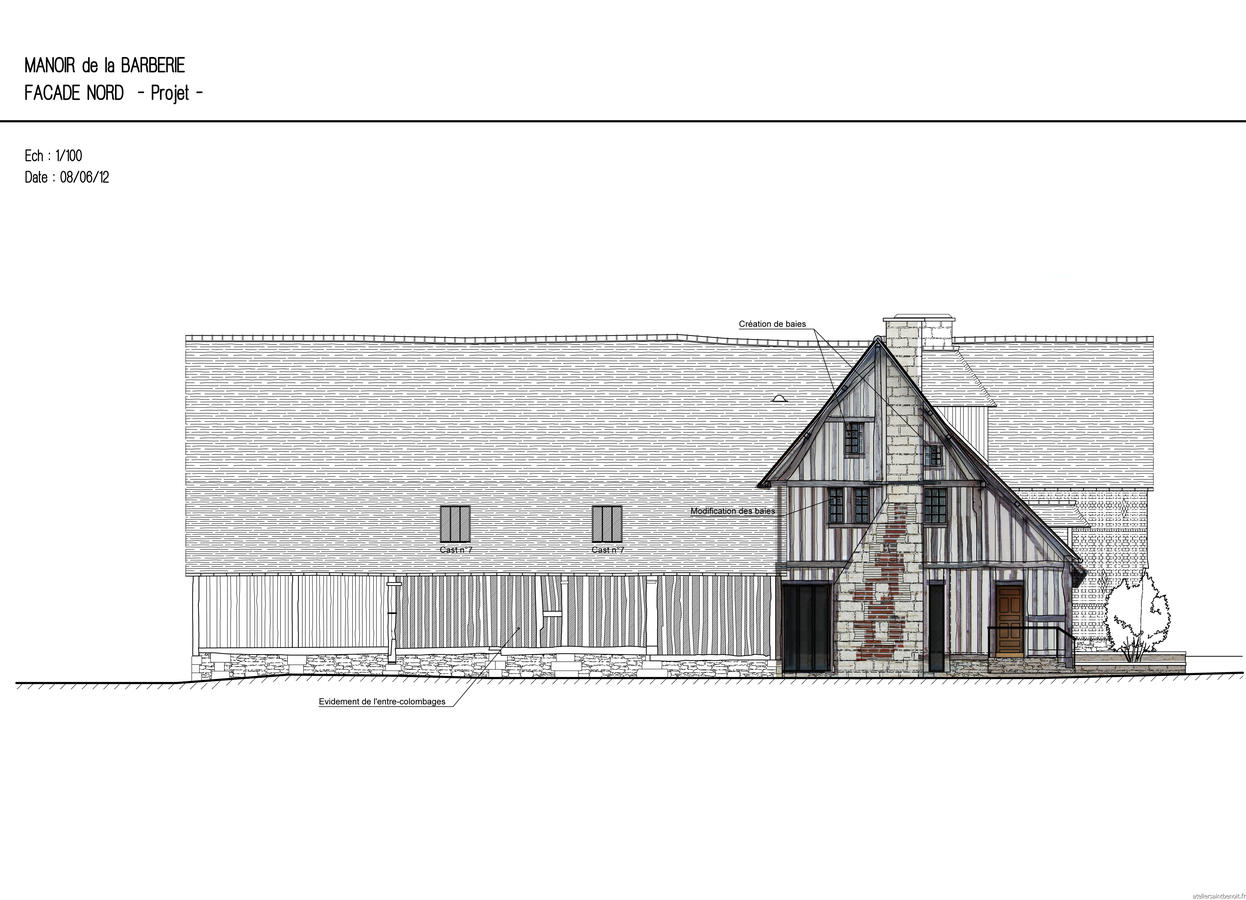 MANOIR de la BARBERIE
FACADE NORD - Projet -
Ech : 1/100
Date : 08/06/12
Création de baies
Modification des baies
Cast n°7
Cast n°7
Evidement de l'entre-colombages
ateliersaintbenoit.fr